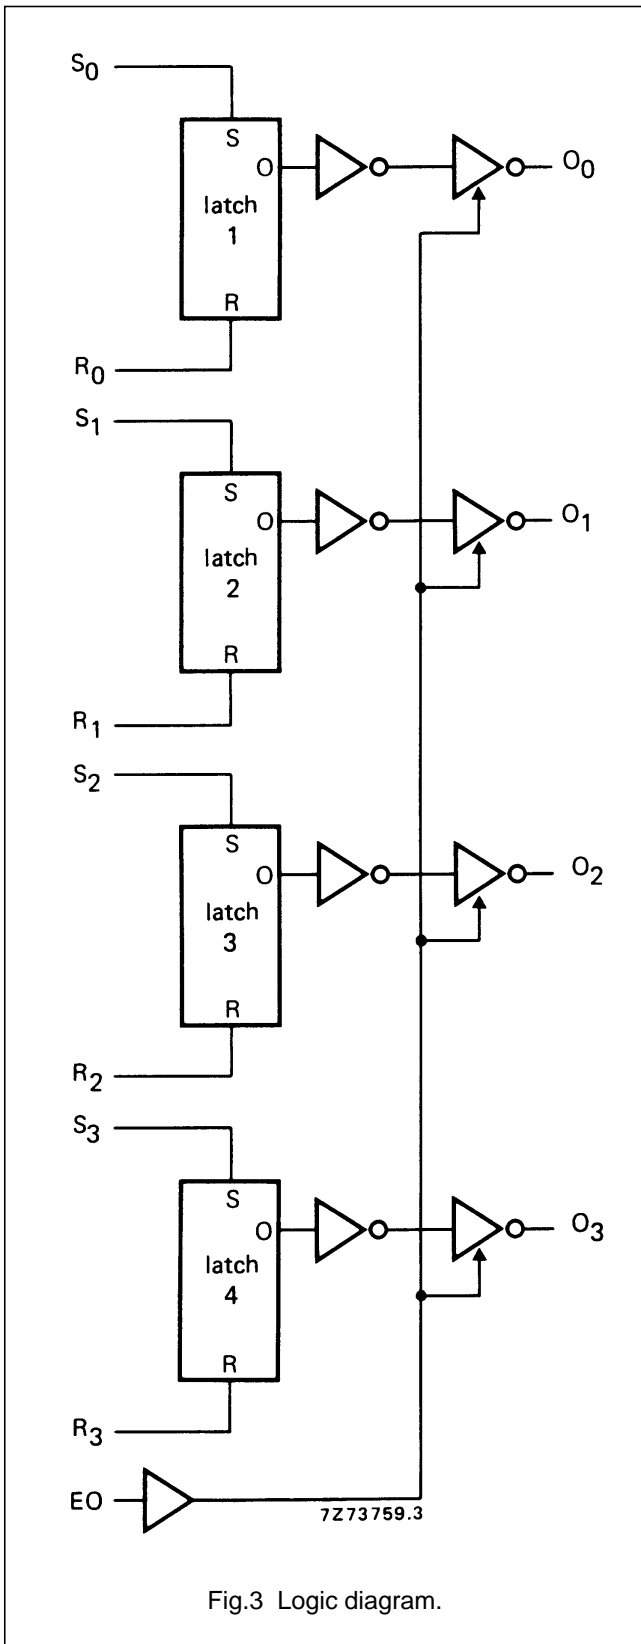 S0
S
O
O0
latch
1
R
R0
S1
S
O
O1
latch
2
R
R1
S2
S
O
O2
latch
3
R
R2
S3
S
O
O3
latch
4
R
R3
EO
7Z73759.3
Fig.3 Logic diagram.